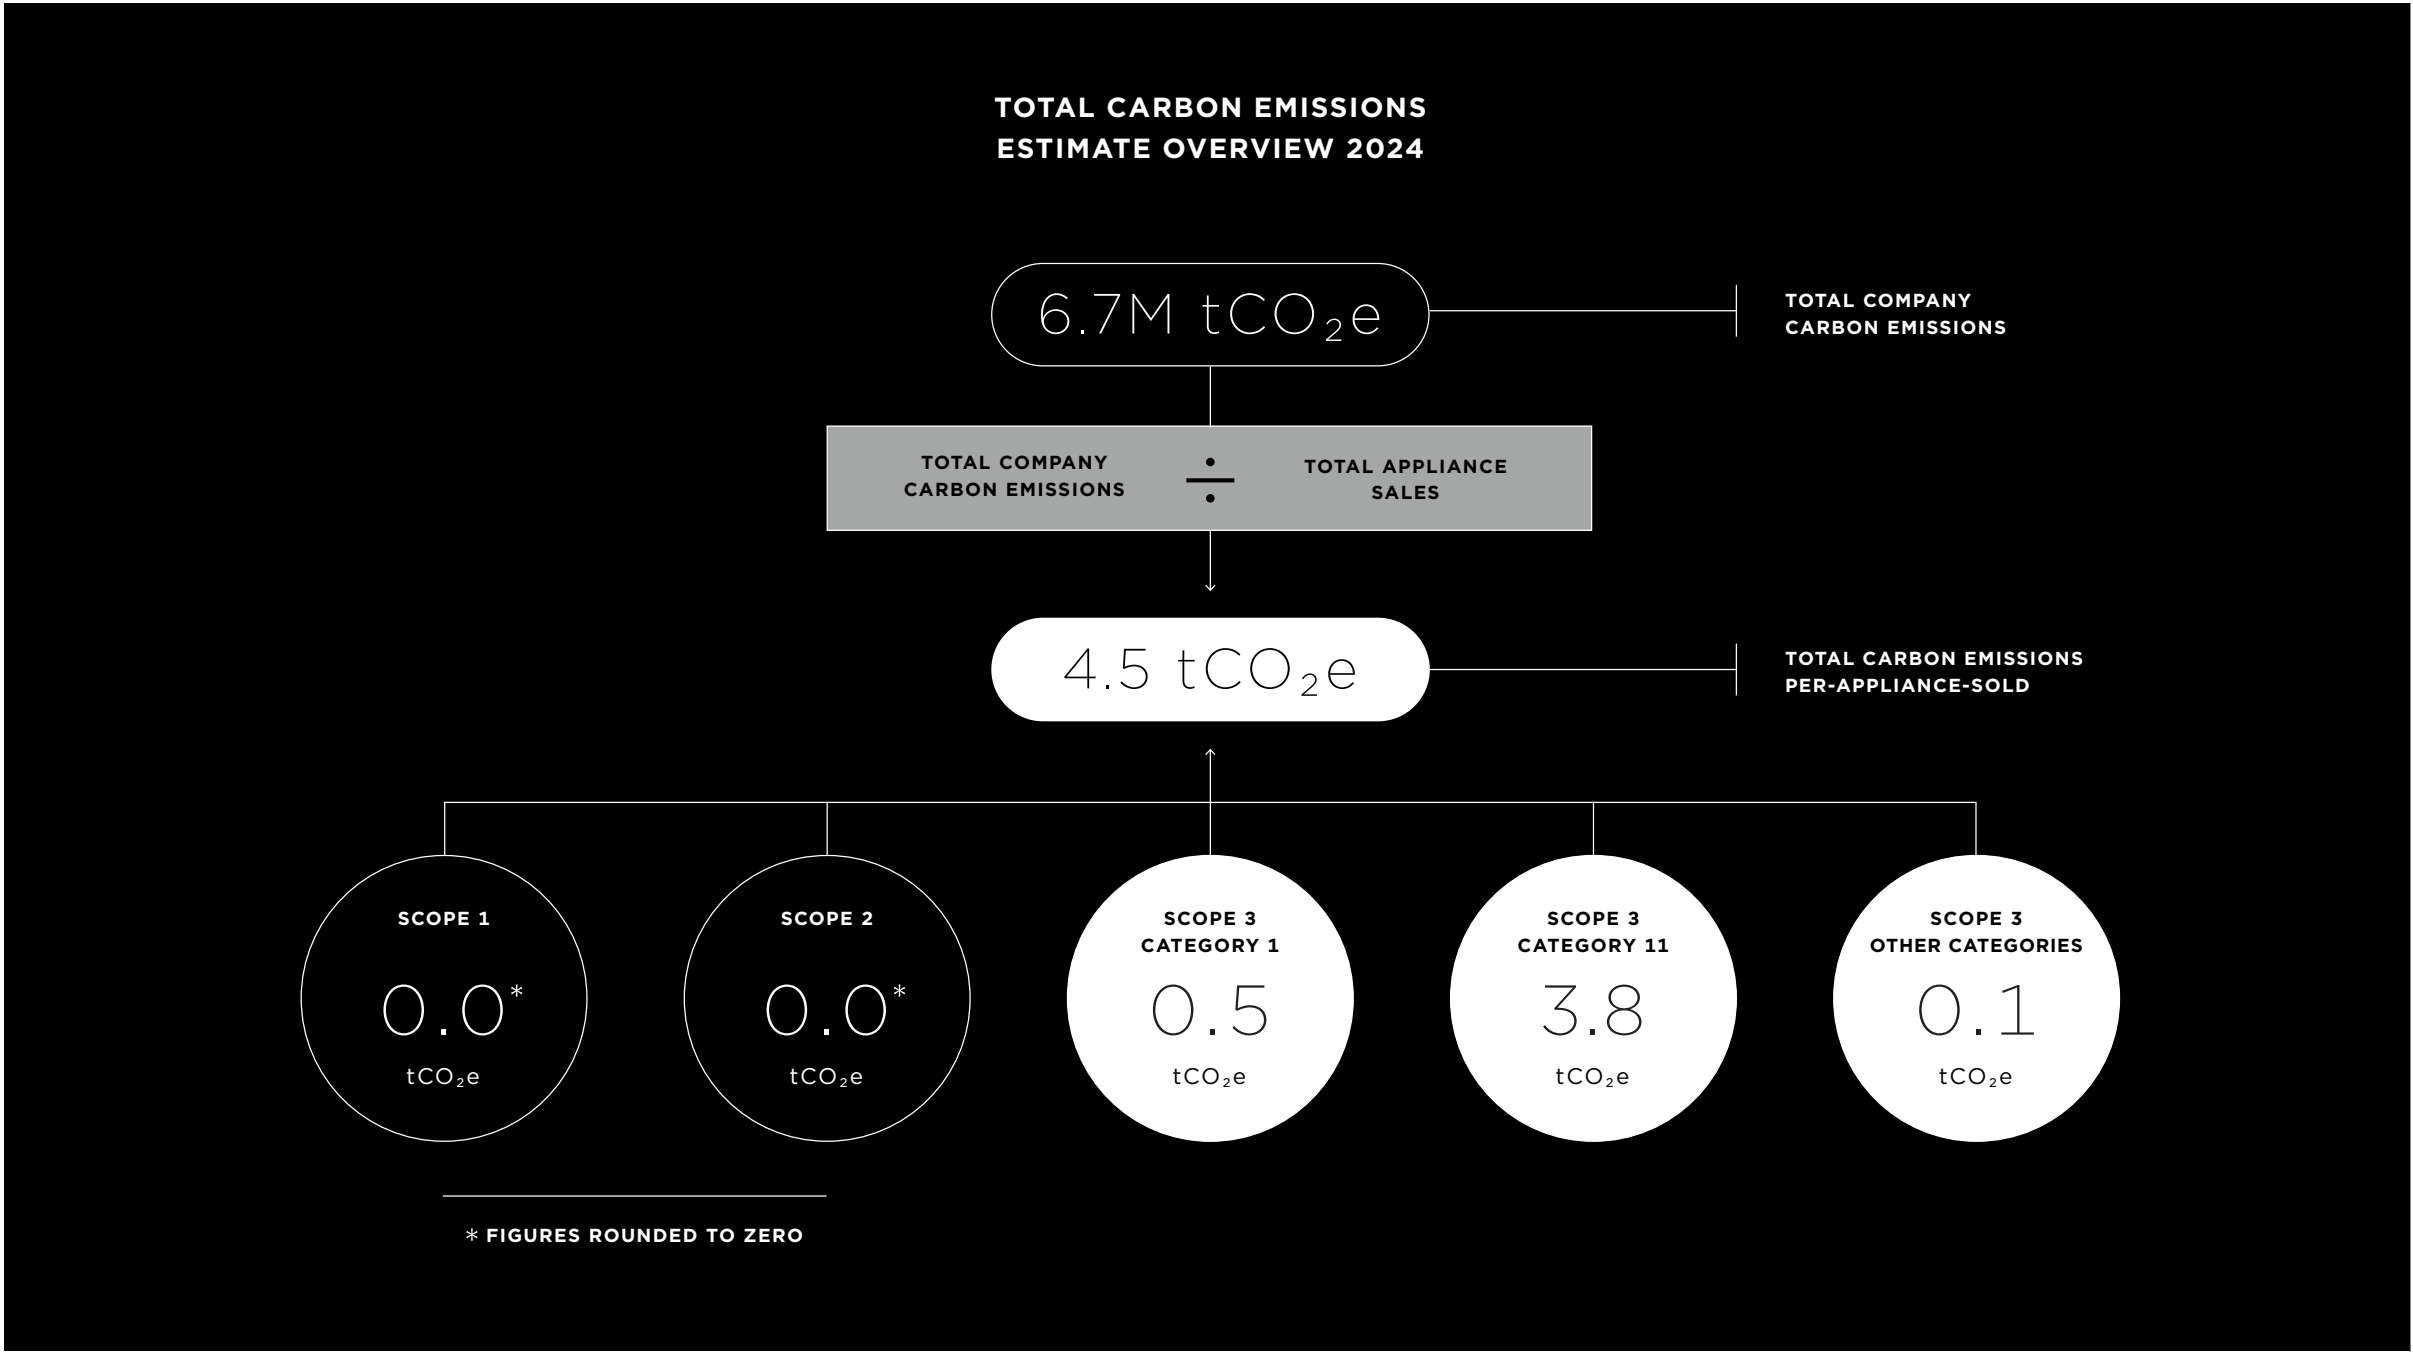 TOTAL CARBON EMISSIONS
ESTIMATE OVERVIEW 2024
6.7M tCO₂e
TOTAL COMPANY
CARBON EMISSIONS
TOTAL COMPANY
CARBON EMISSIONS
÷
TOTAL APPLIANCE
SALES
4.5 tCO₂e
TOTAL CARBON EMISSIONS
PER-APPLIANCE-SOLD
SCOPE 1
0.0*
tCO₂e
SCOPE 2
0.0*
tCO₂e
SCOPE 3
CATEGORY 1
0.5
tCO₂e
SCOPE 3
CATEGORY 11
3.8
tCO₂e
SCOPE 3
OTHER CATEGORIES
0.1
tCO₂e
* FIGURES ROUNDED TO ZERO